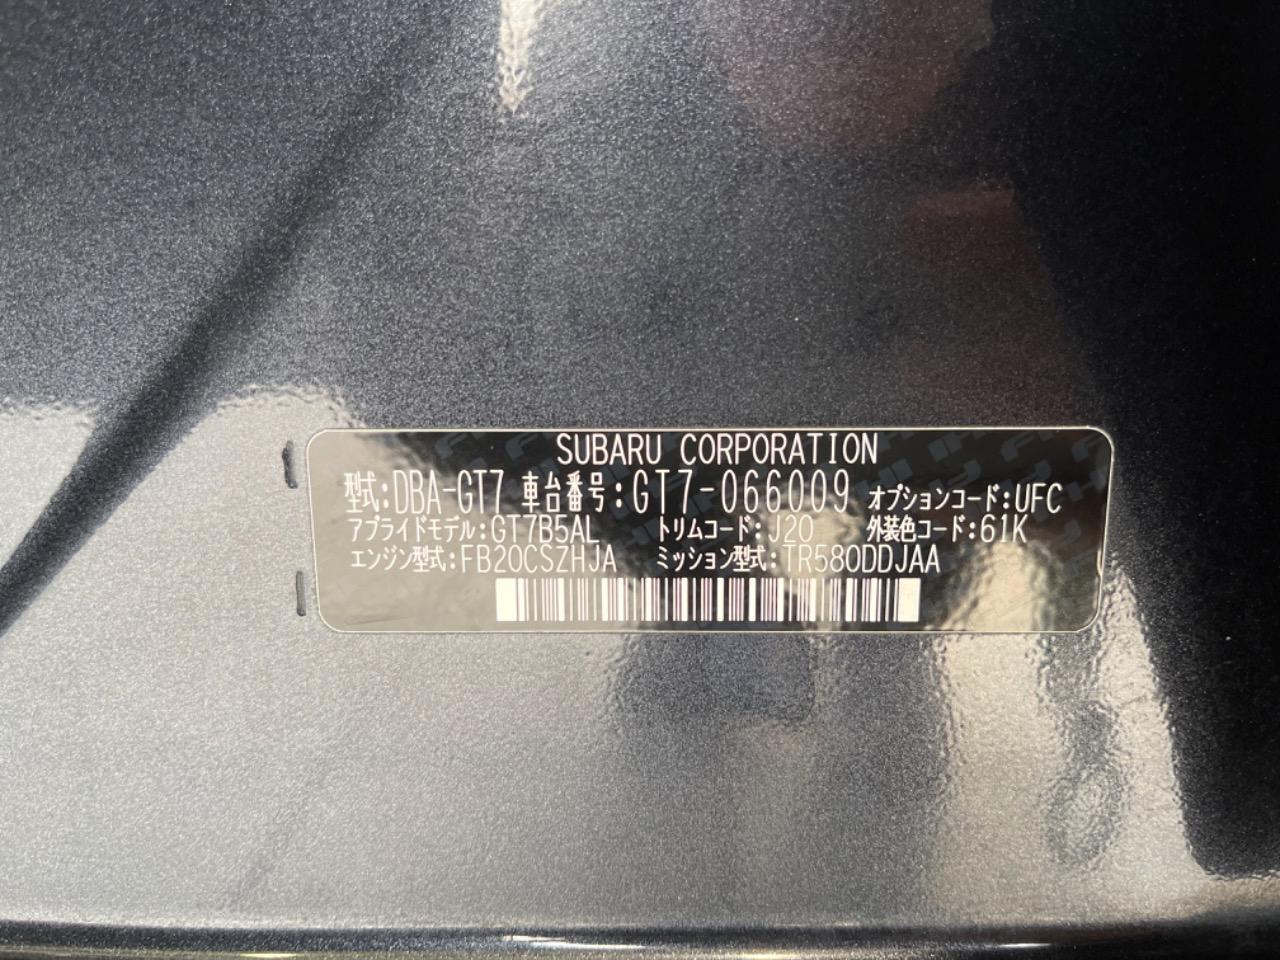 SUBARU CORPORATION
型式:DBA-GT7 車台番号:GT7-066009 オプションコード:UFC
アプライドモデル:GT7B5AL トリムコード:J20 外装色コード:61K
エンジン型式:FB20CSZHJA ミッション型式:TR580DDJAA